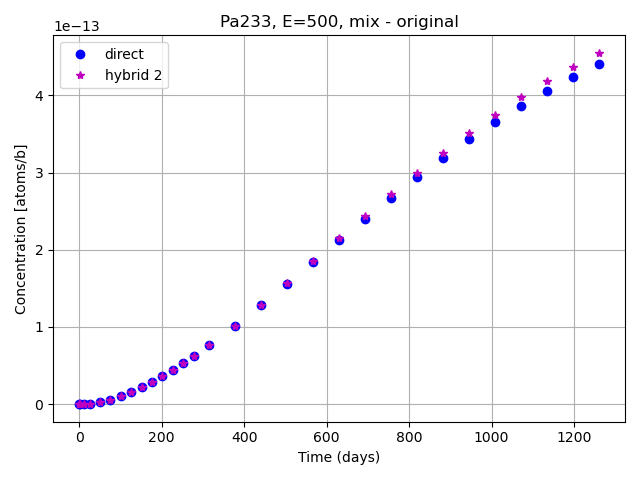 Pa233, E=500, mix - original
1e−13
direct
hybrid 2
Concentration [atoms/b]
4
3
2
1
0
0 200 400 600 800 1000 1200
Time (days)